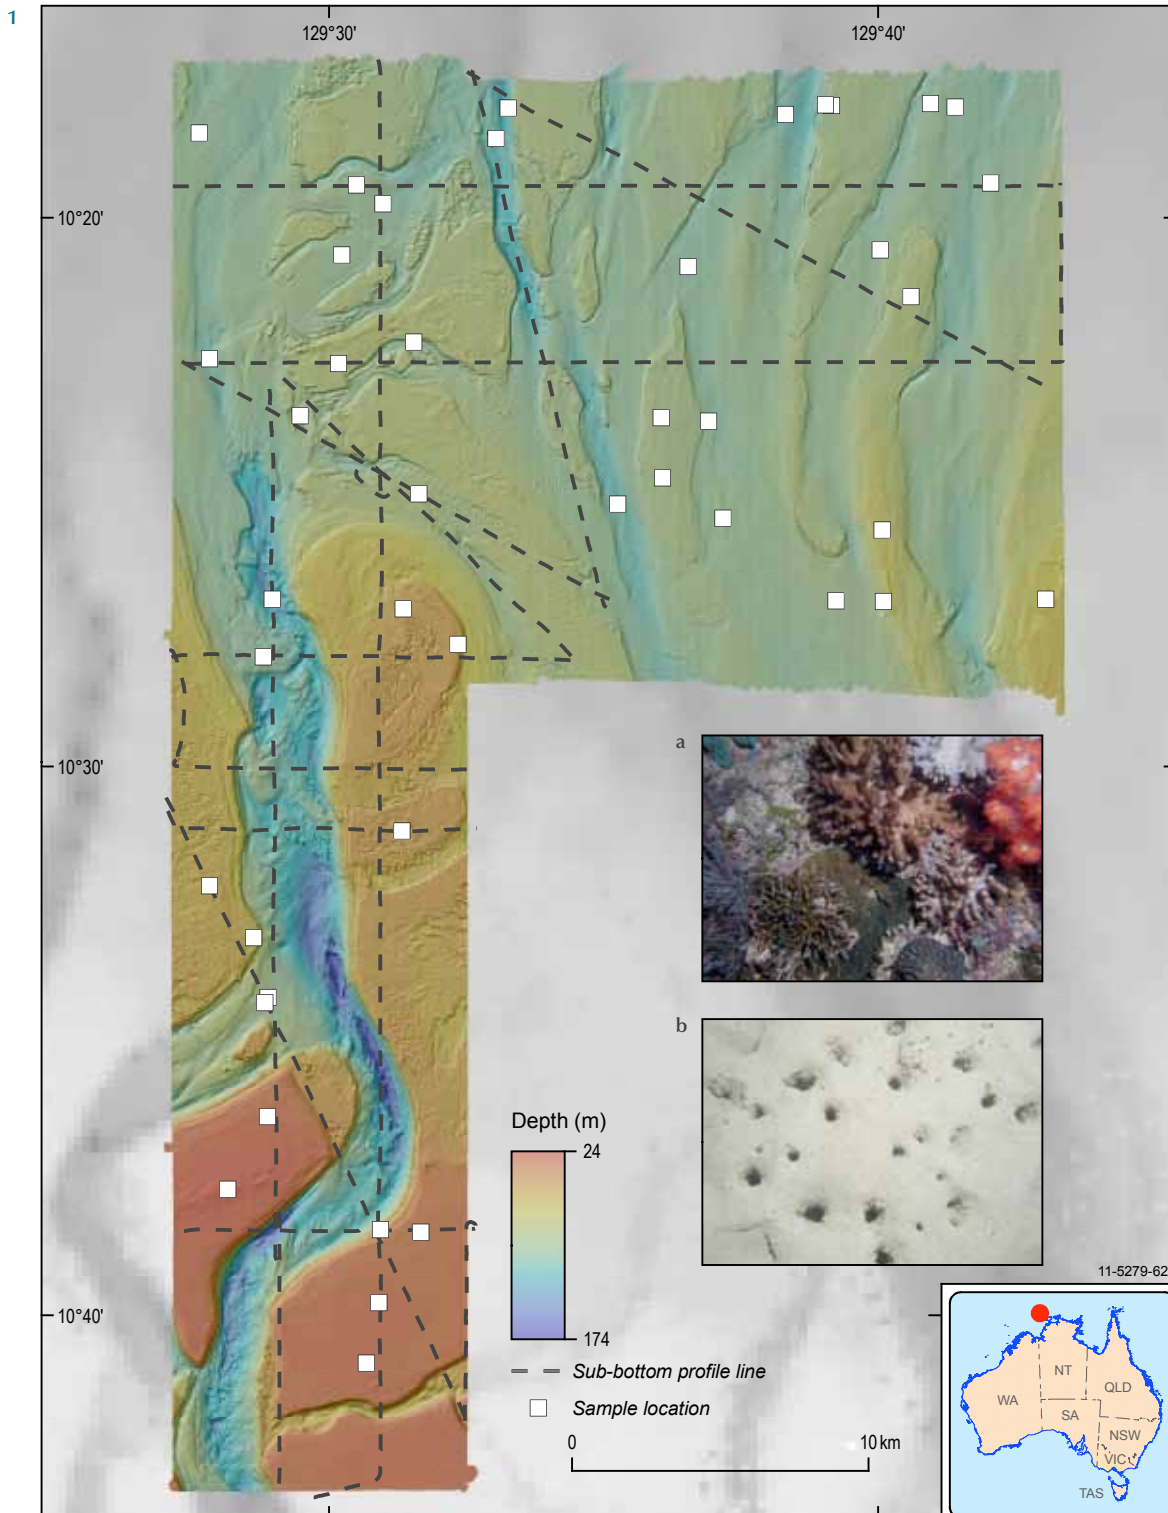 1
129°30' 129°40'
10°20'
10°30'
a
b
Depth (m)
24
174
Sub-bottom profile line
Sample location
0 10 km
10°40'
11-5279-62
NT
WA
QLD
SA
NSW
VIC
TAS